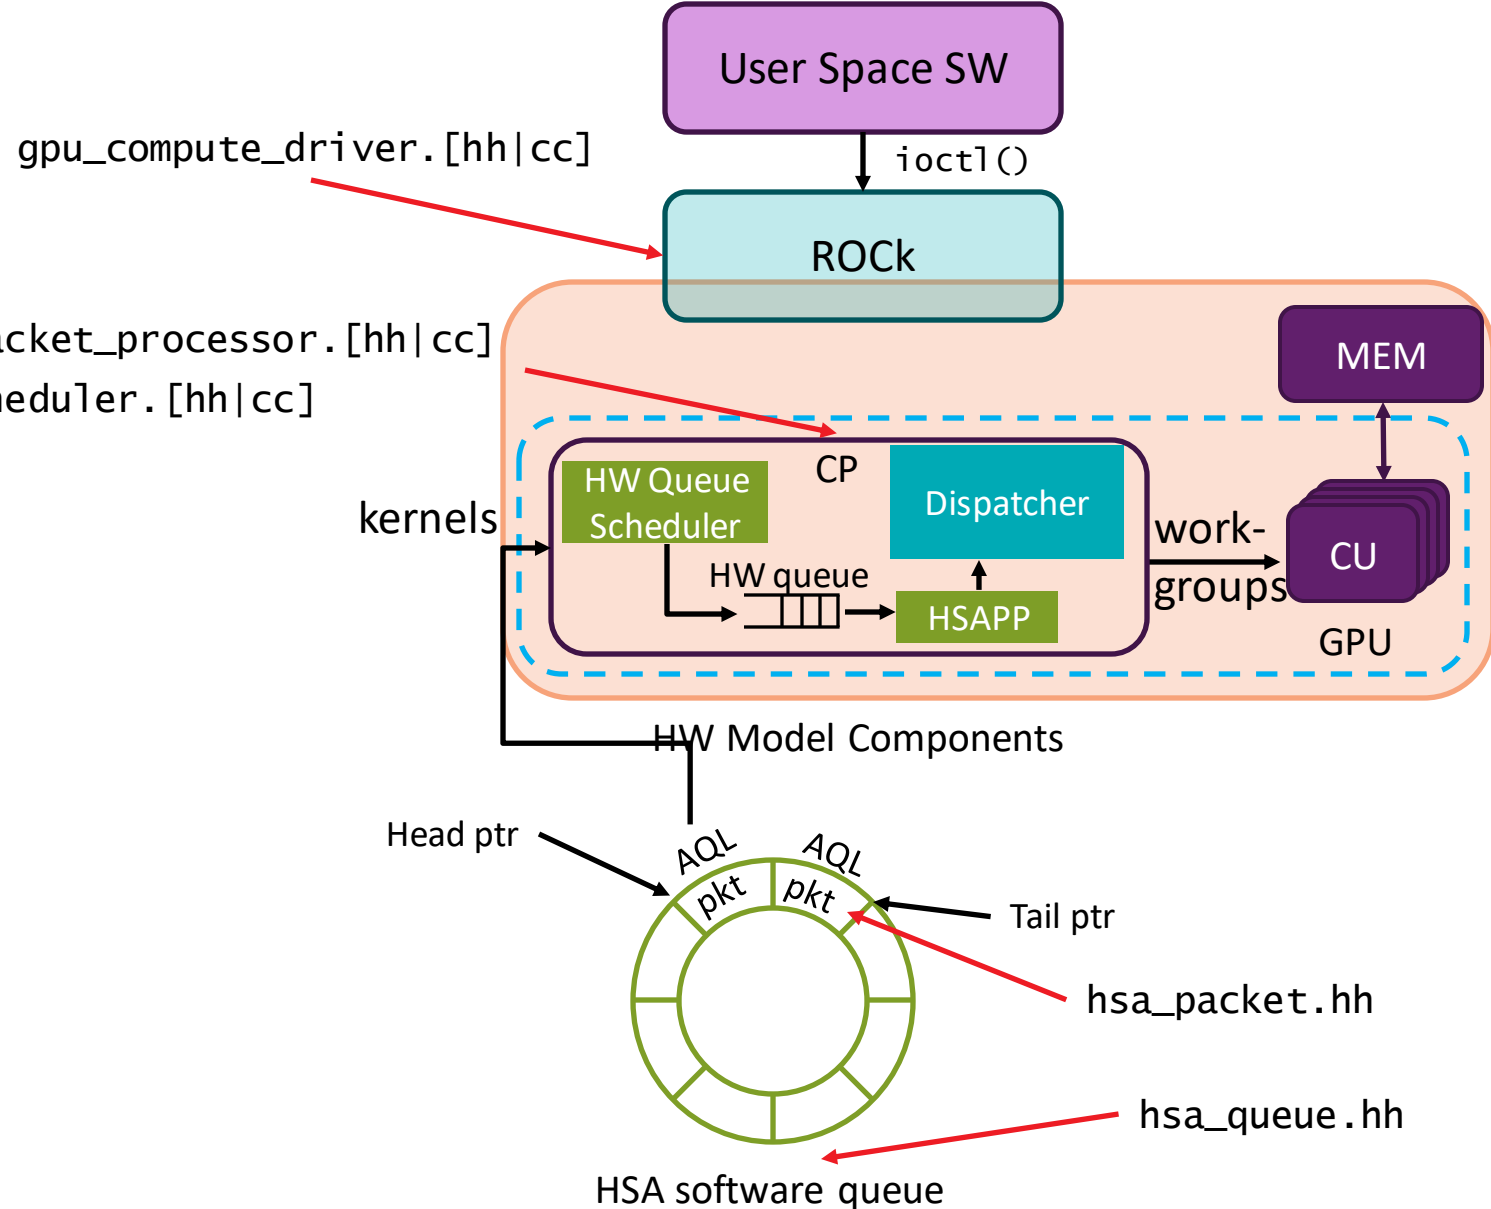 User Space SW
gpu_compute_driver.[hh|cc]
ioctl()
ROCk
acket_processor.[hh|cc]
heduler.[hh|cc]
MEM
CP
HW Queue
Scheduler
Dispatcher
kernels
work-
groups
CU
HW queue
HSAPP
GPU
HW Model Components
Head ptr
AQL
AQL
pkt
pkt
Tail ptr
hsa_packet.hh
hsa_queue.hh
HSA software queue